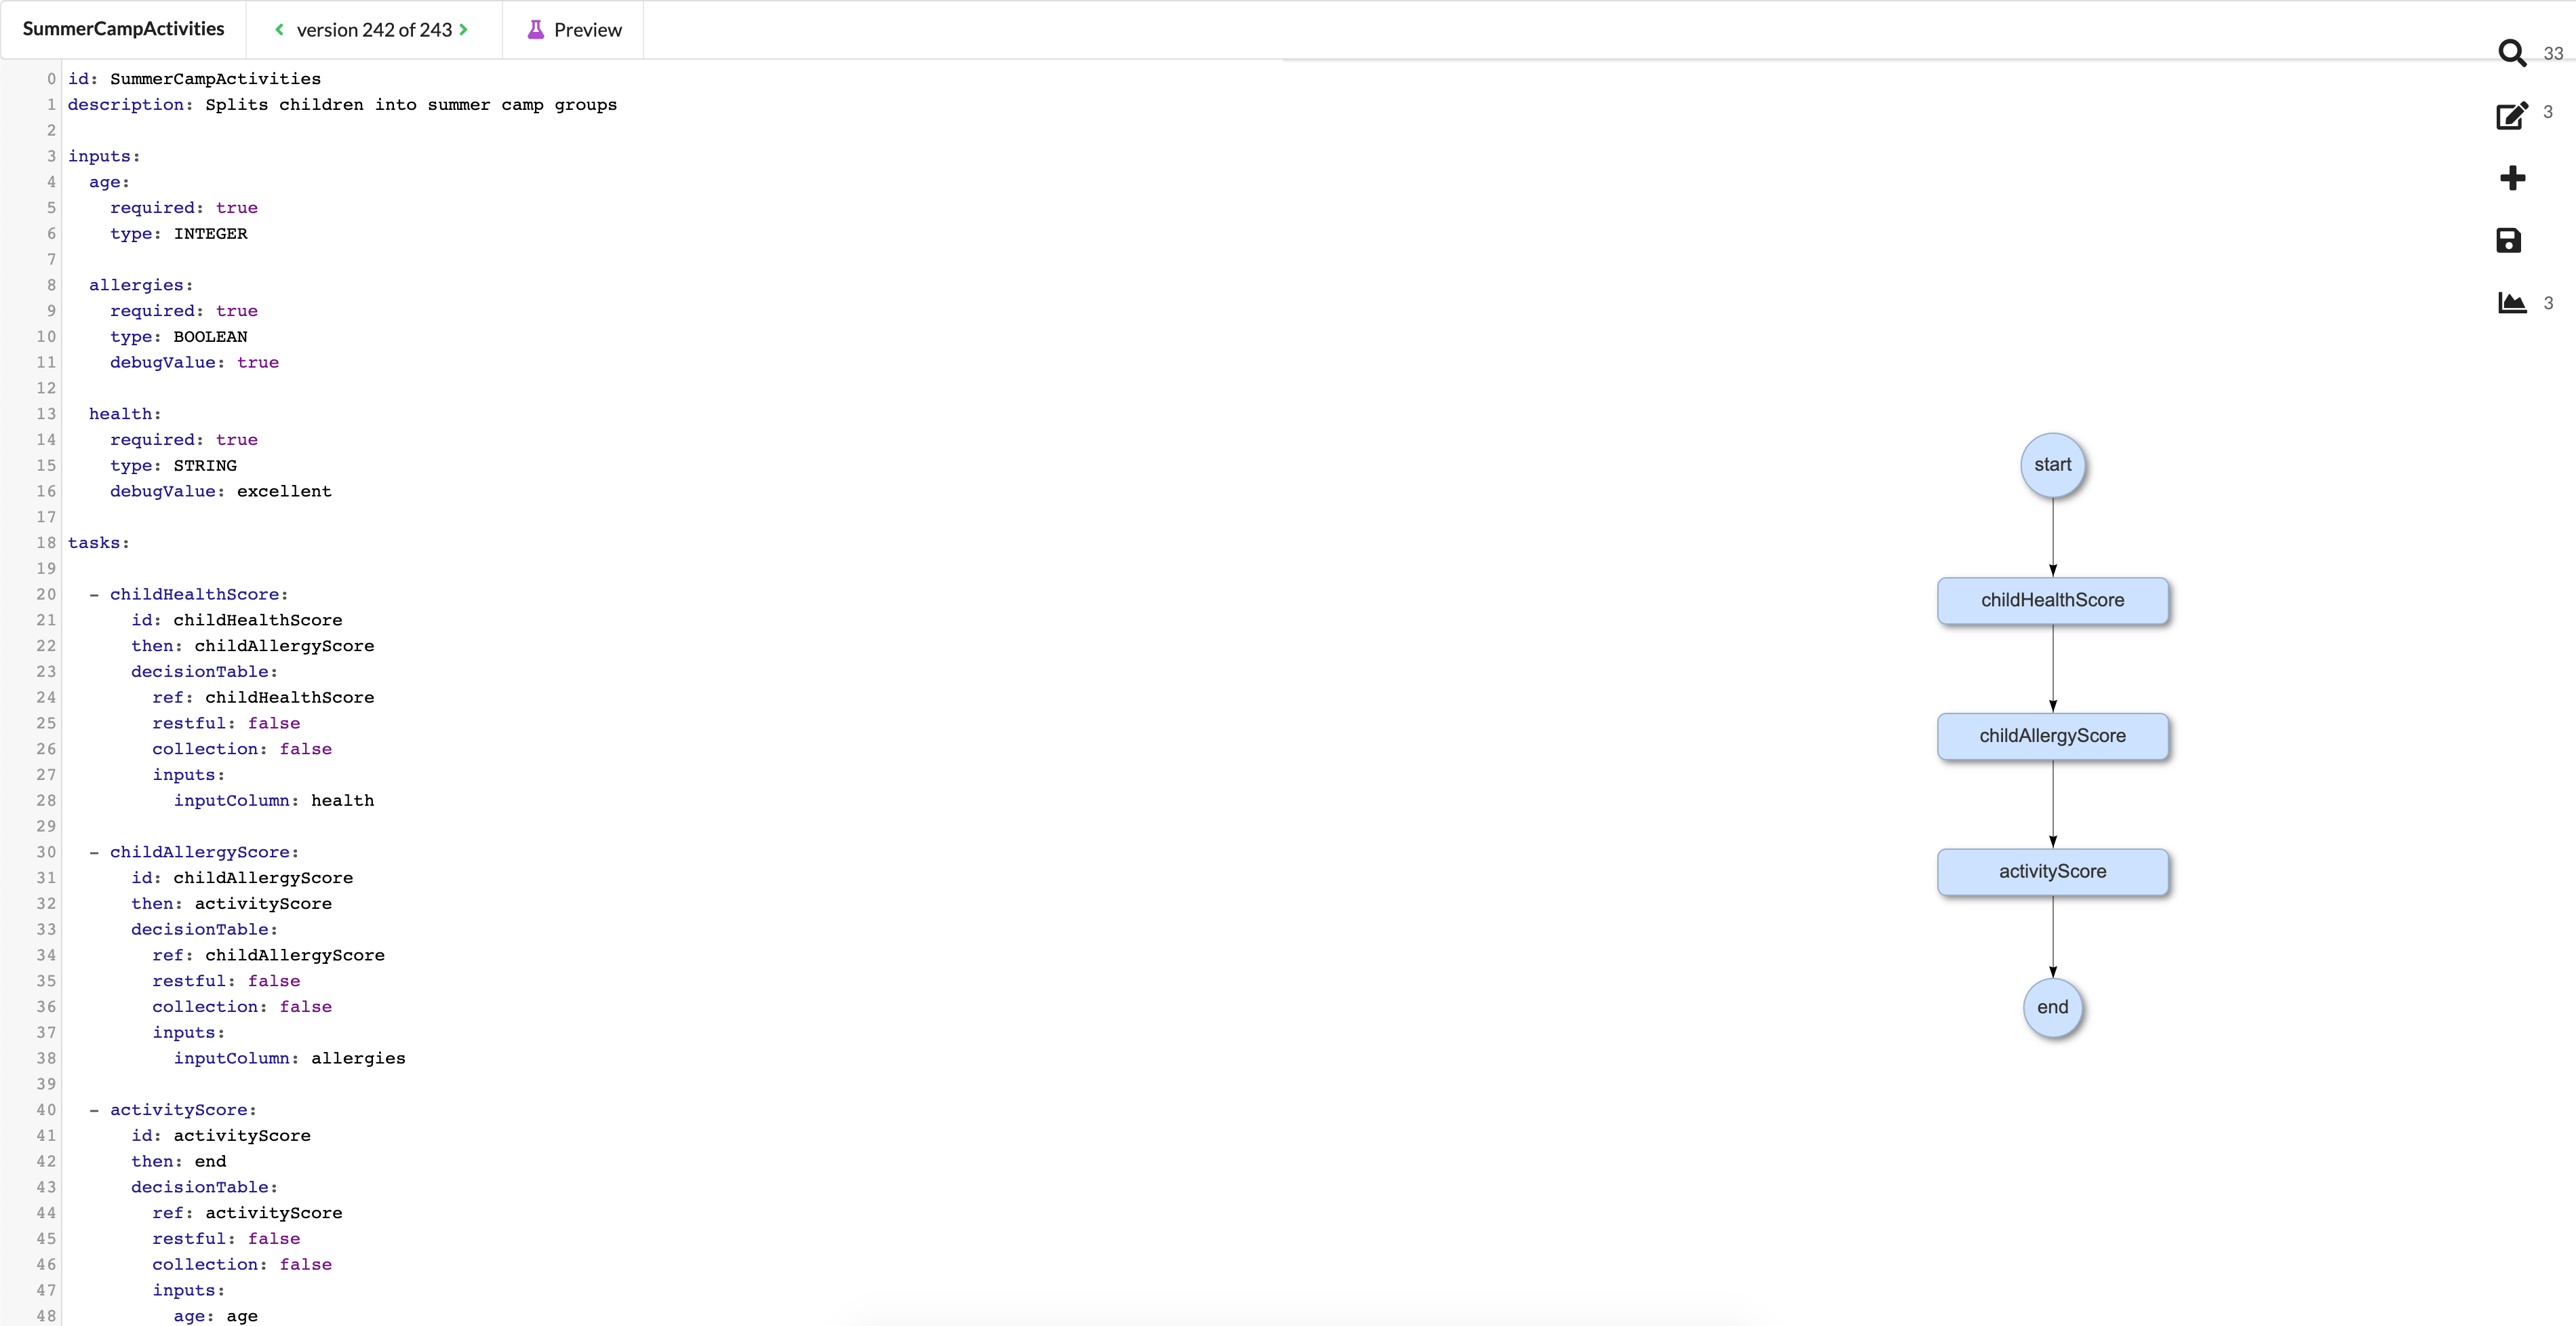 SummerCampActivities
version 242 of 243
Preview
33
3
3
0 id: SummerCampActivities
1 description: Splits children into summer camp groups
2
3 inputs:
4 age:
5 required: true
6 type: INTEGER
7
8 allergies:
9 required: true
10 type: BOOLEAN
11 debugValue: true
12
13 health:
14 required: true
15 type: STRING
16 debugValue: excellent
17
18 tasks:
19
20 - childHealthScore:
21 id: childHealthScore
22 then: childAllergyScore
23 decisionTable:
24 ref: childHealthScore
25 restful: false
26 collection: false
27 inputs:
28 inputColumn: health
29
30 - childAllergyScore:
31 id: childAllergyScore
32 then: activityScore
33 decisionTable:
34 ref: childAllergyScore
35 restful: false
36 collection: false
37 inputs:
38 inputColumn: allergies
39
40 - activityScore:
41 id: activityScore
42 then: end
43 decisionTable:
44 ref: activityScore
45 restful: false
46 collection: false
47 inputs:
48 age: age
start
childHealthScore
childAllergyScore
activityScore
end